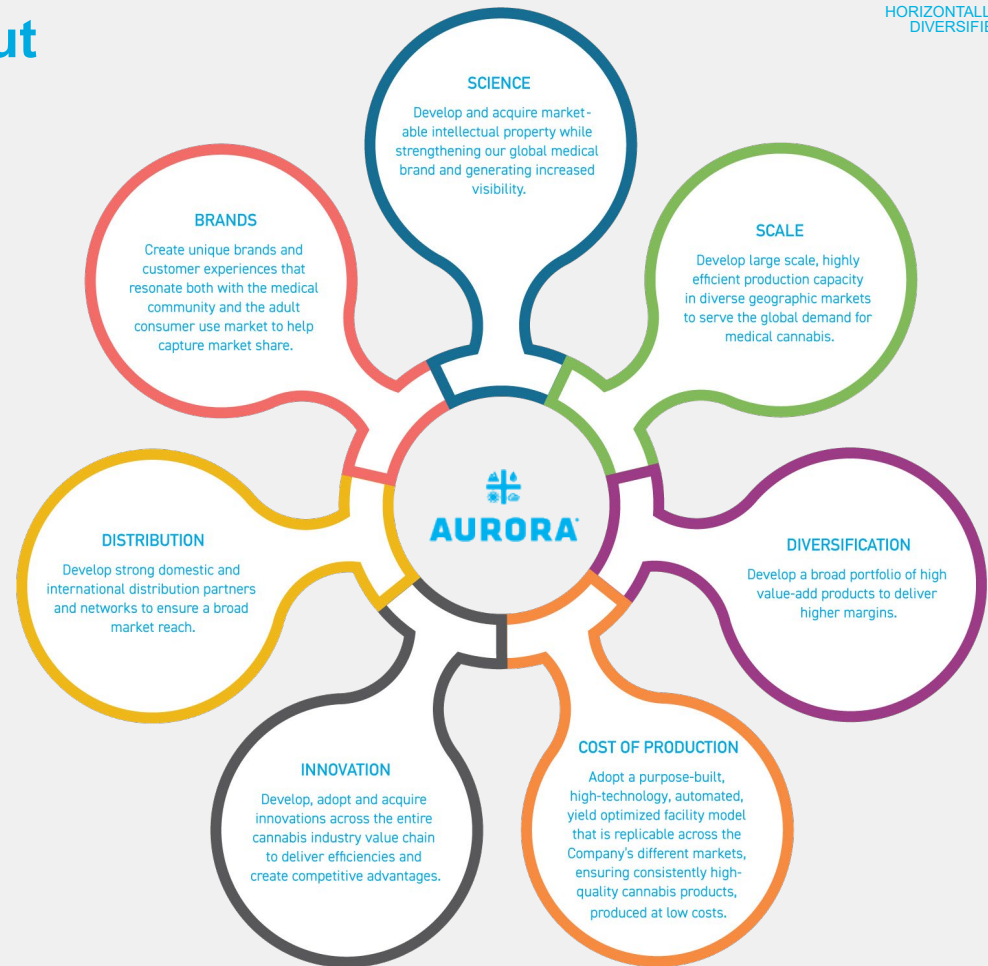 ut
HORIZONTALL
DIVERSIFIE
SCIENCE
Develop and acquire market-
able intellectual property while
strengthening our global medical
brand and generating increased
visibility.
BRANDS
Create unique brands and
customer experiences that
resonate both with the medical
community and the adult
consumer use market to help
capture market share.
SCALE
Develop large scale, highly
efficient production capacity
in diverse geographic markets
to serve the global demand for
medical cannabis.
AURORA
DISTRIBUTION
Develop strong domestic and
international distribution partners
and networks to ensure a broad
market reach.
DIVERSIFICATION
Develop a broad portfolio of high
value-add products to deliver
higher margins.
INNOVATION
Develop, adopt and acquire
innovations across the entire
cannabis industry value chain
to deliver efficiencies and
create competitive advantages.
COST OF PRODUCTION
Adopt a purpose-built,
high-technology, automated,
yield optimized facility model
that is replicable across the
Company's different markets,
ensuring consistently high-
quality cannabis products,
produced at low costs.